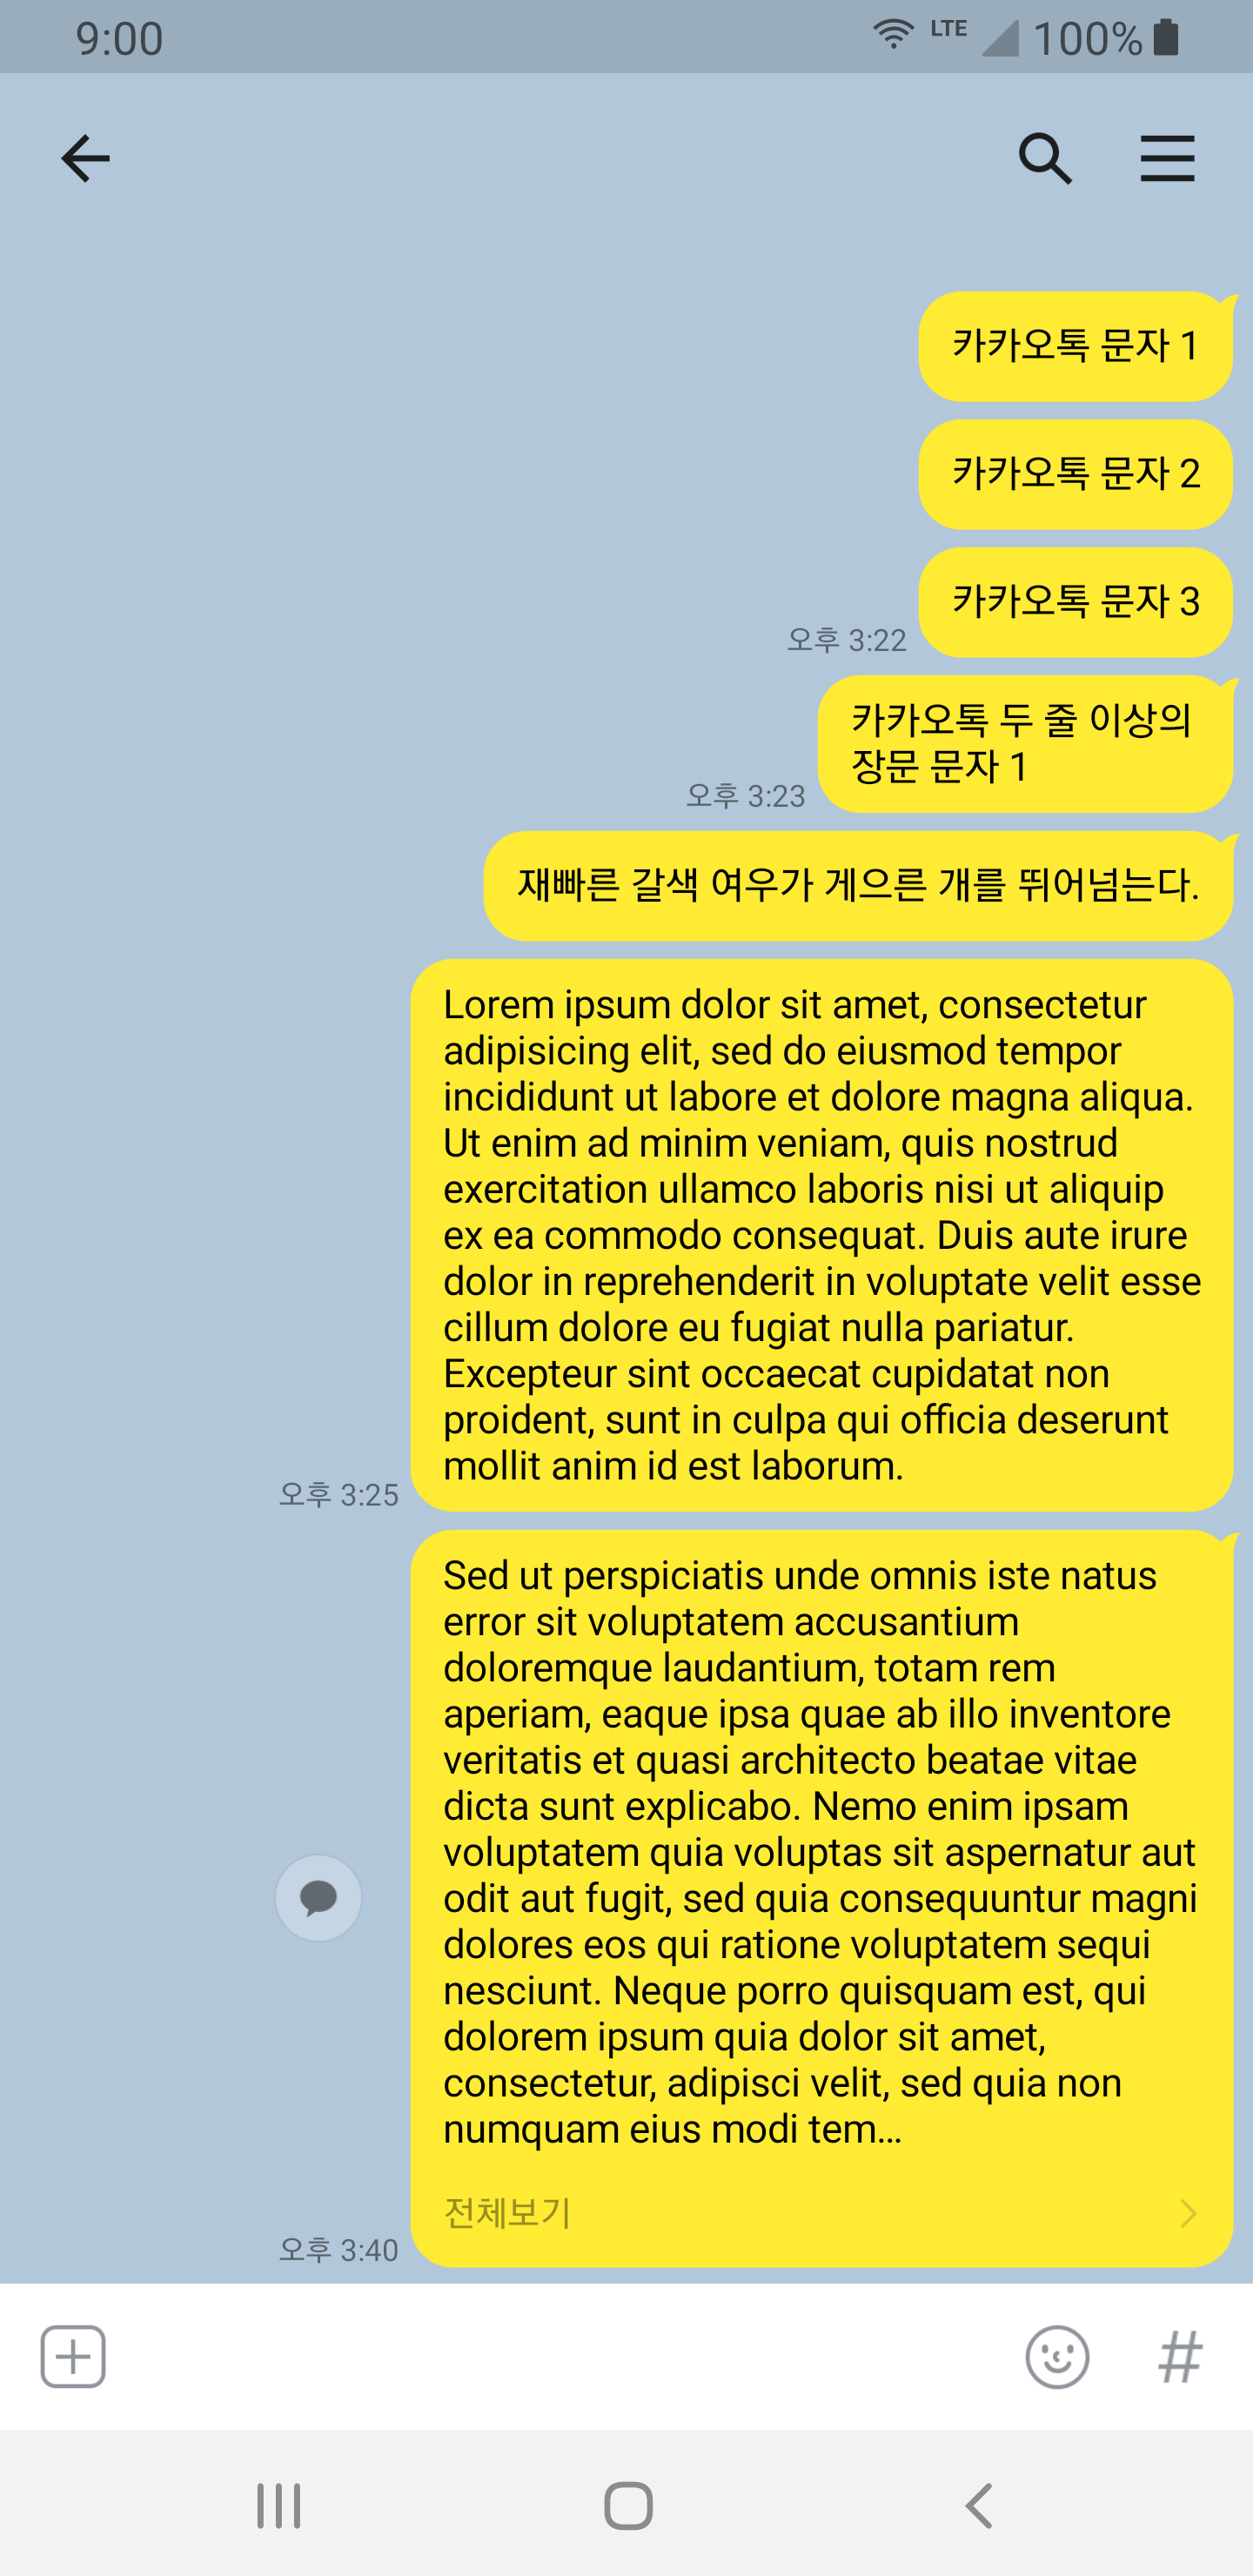 9:00
LTE 100%
카카오톡 문자 1
카카오톡 문자 2
카카오톡 문자 3
오후 3:22
카카오톡 두 줄 이상의
장문 문자 1
오후 3:23
재빠른 갈색 여우가 게으른 개를 뛰어넘는다.
Lorem ipsum dolor sit amet, consectetur
adipisicing elit, sed do eiusmod tempor
incididunt ut labore et dolore magna aliqua.
Ut enim ad minim veniam, quis nostrud
exercitation ullamco laboris nisi ut aliquip
ex ea commodo consequat. Duis aute irure
dolor in reprehenderit in voluptate velit esse
cillum dolore eu fugiat nulla pariatur.
Excepteur sint occaecat cupidatat non
proident, sunt in culpa qui officia deserunt
mollit anim id est laborum.
오후 3:25
Sed ut perspiciatis unde omnis iste natus
error sit voluptatem accusantium
doloremque laudantium, totam rem
aperiam, eaque ipsa quae ab illo inventore
veritatis et quasi architecto beatae vitae
dicta sunt explicabo. Nemo enim ipsam
voluptatem quia voluptas sit aspernatur aut
odit aut fugit, sed quia consequuntur magni
dolores eos qui ratione voluptatem sequi
nesciunt. Neque porro quisquam est, qui
dolorem ipsum quia dolor sit amet,
consectetur, adipisci velit, sed quia non
numquam eius modi tem...
전체보기
오후 3:40
#